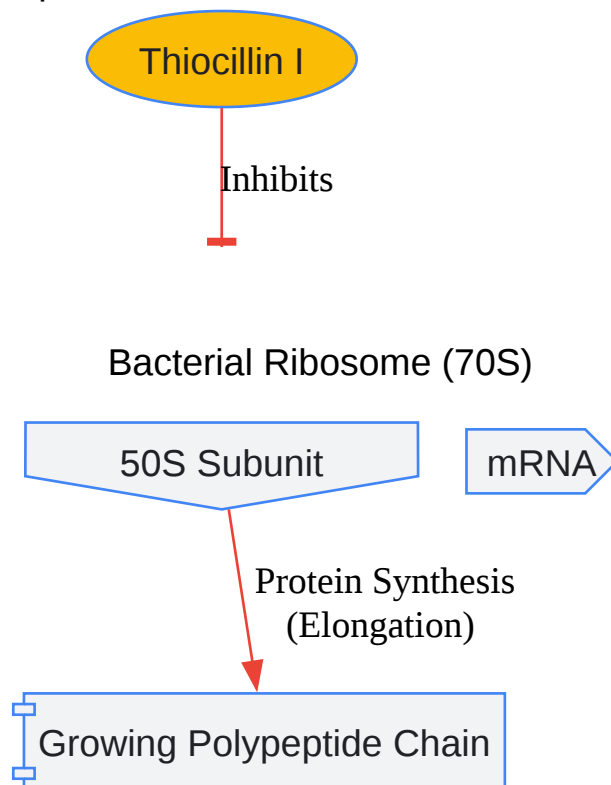 Thiocillin I
Inhibits
Bacterial Ribosome (70S)
50S Subunit
mRNA
Protein Synthesis
(Elongation)
Growing Polypeptide Chain